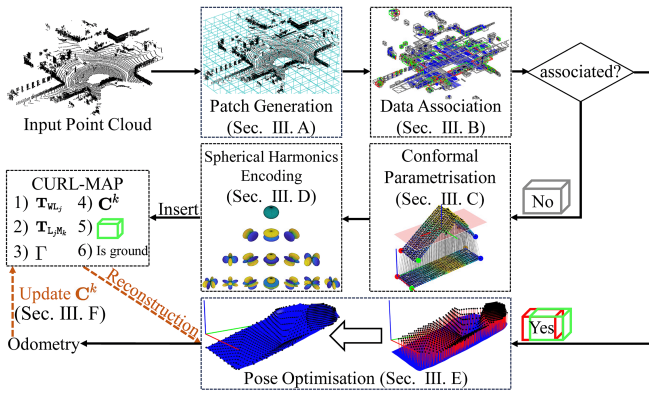 Input Point Cloud
Patch Generation
(Sec. III. A)
Data Association
(Sec. III. B)
associated?
Spherical Harmonics
Encoding
(Sec. III. D)
Conformal
Parametrisation
(Sec. III. C)
No
CURL-MAP
1) T_{WL_j} 4) C^k
2) T_{L_jM_k} 5)
3) Γ 6) Is ground
Insert
Reconstruction
Update C^k
(Sec. III. F)
Odometry
Yes
Pose Optimisation (Sec. III. E)